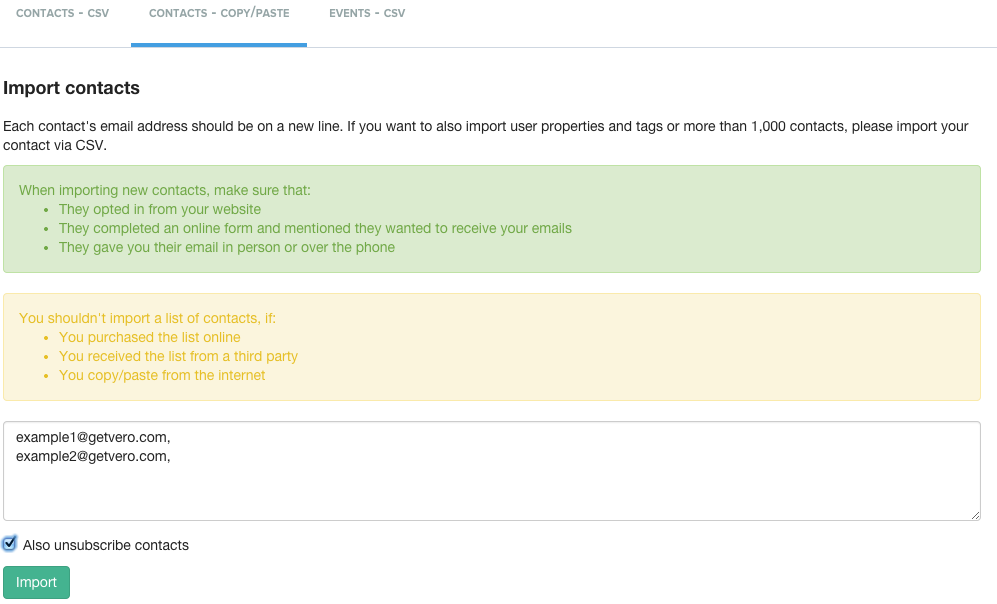 CONTACTS - CSV CONTACTS - COPY/PASTE EVENTS - CSV
Import contacts
Each contact's email address should be on a new line. If you want to also import user properties and tags or more than 1,000 contacts, please import your
contact via CSV.
When importing new contacts, make sure that:
• They opted in from your website
• They completed an online form and mentioned they wanted to receive your emails
• They gave you their email in person or over the phone
You shouldn't import a list of contacts, if:
• You purchased the list online
• You received the list from a third party
• You copy/paste from the internet
example1@getvero.com,
example2@getvero.com,
Also unsubscribe contacts
Import